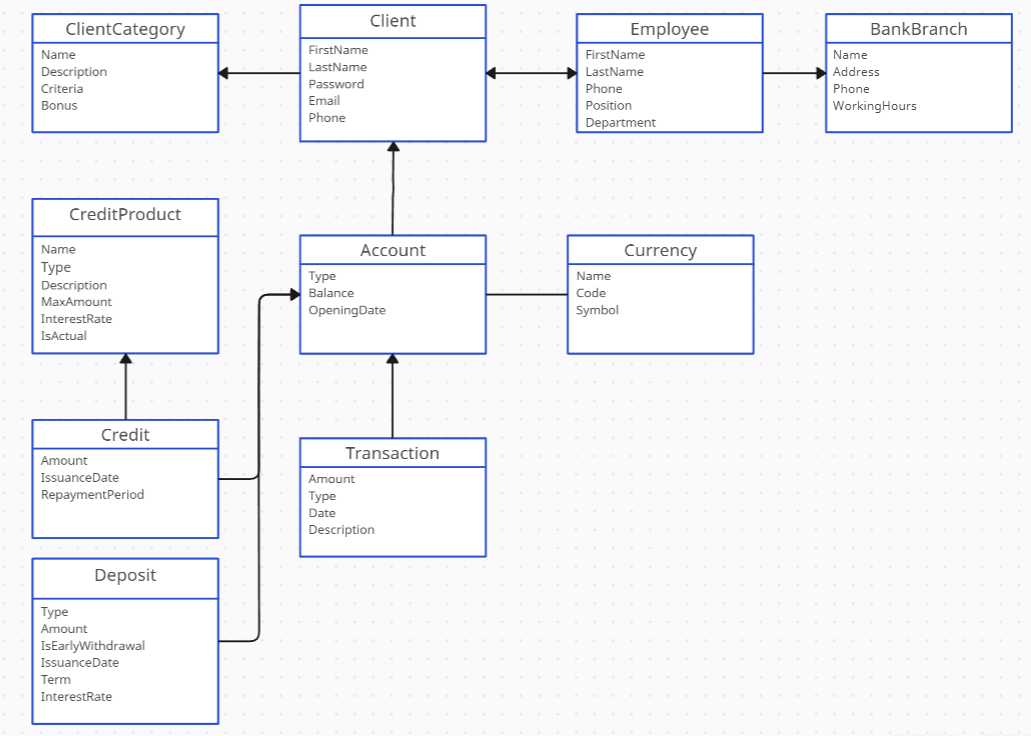 ClientCategory
Name
Description
Criteria
Bonus
Client
FirstName
LastName
Password
Email
Phone
Employee
FirstName
LastName
Phone
Position
Department
BankBranch
Name
Address
Phone
WorkingHours
CreditProduct
Name
Type
Description
MaxAmount
InterestRate
IsActual
Account
Type
Balance
OpeningDate
Currency
Name
Code
Symbol
Credit
Amount
IssuanceDate
RepaymentPeriod
Transaction
Amount
Type
Date
Description
Deposit
Type
Amount
IsEarlyWithdrawal
IssuanceDate
Term
InterestRate